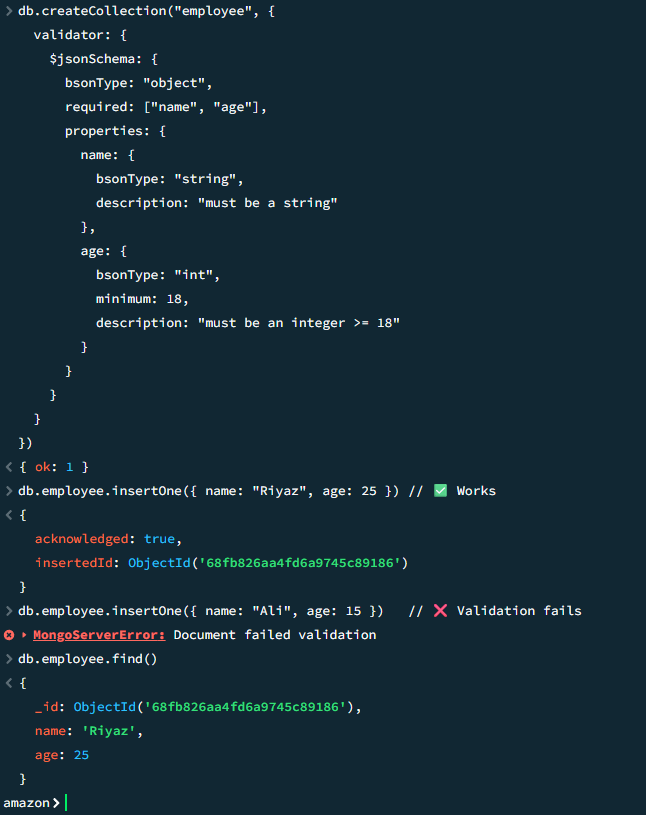 db.createCollection("employee", {
validator: {
$jsonSchema: {
bsonType: "object",
required: ["name", "age"],
properties: {
name: {
bsonType: "string",
description: "must be a string"
},
age: {
bsonType: "int",
minimum: 18,
description: "must be an integer >= 18"
}
}
}
}
})
{ ok: 1 }
db.employee.insertOne({ name: "Riyaz", age: 25 }) // ✅ Works
{
acknowledged: true,
insertedId: ObjectId('68fb826aa4fd6a9745c89186')
}
db.employee.insertOne({ name: "Ali", age: 15 }) // ❌ Validation fails
MongoServerError: Document failed validation
db.employee.find()
{
_id: ObjectId('68fb826aa4fd6a9745c89186'),
name: 'Riyaz',
age: 25
}
amazon>